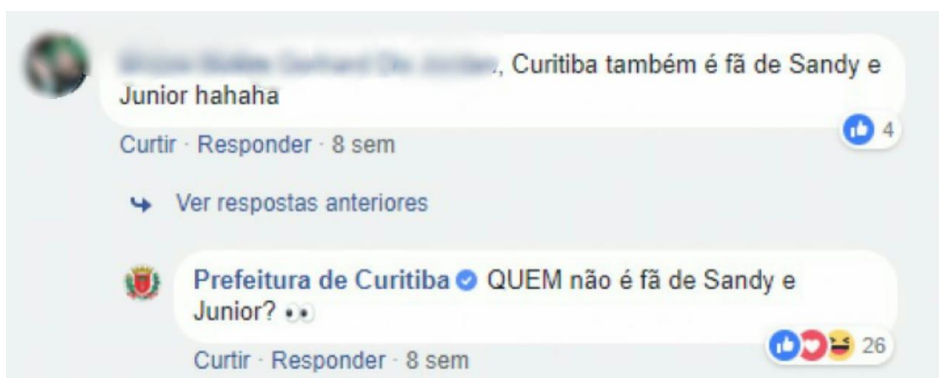 , Curitiba também é fã de Sandy e
Junior hahaha
4
Curtir · Responder · 8 sem
Ver respostas anteriores
Prefeitura de Curitiba QUEM não é fã de Sandy e
Junior? 👀
26
Curtir · Responder · 8 sem